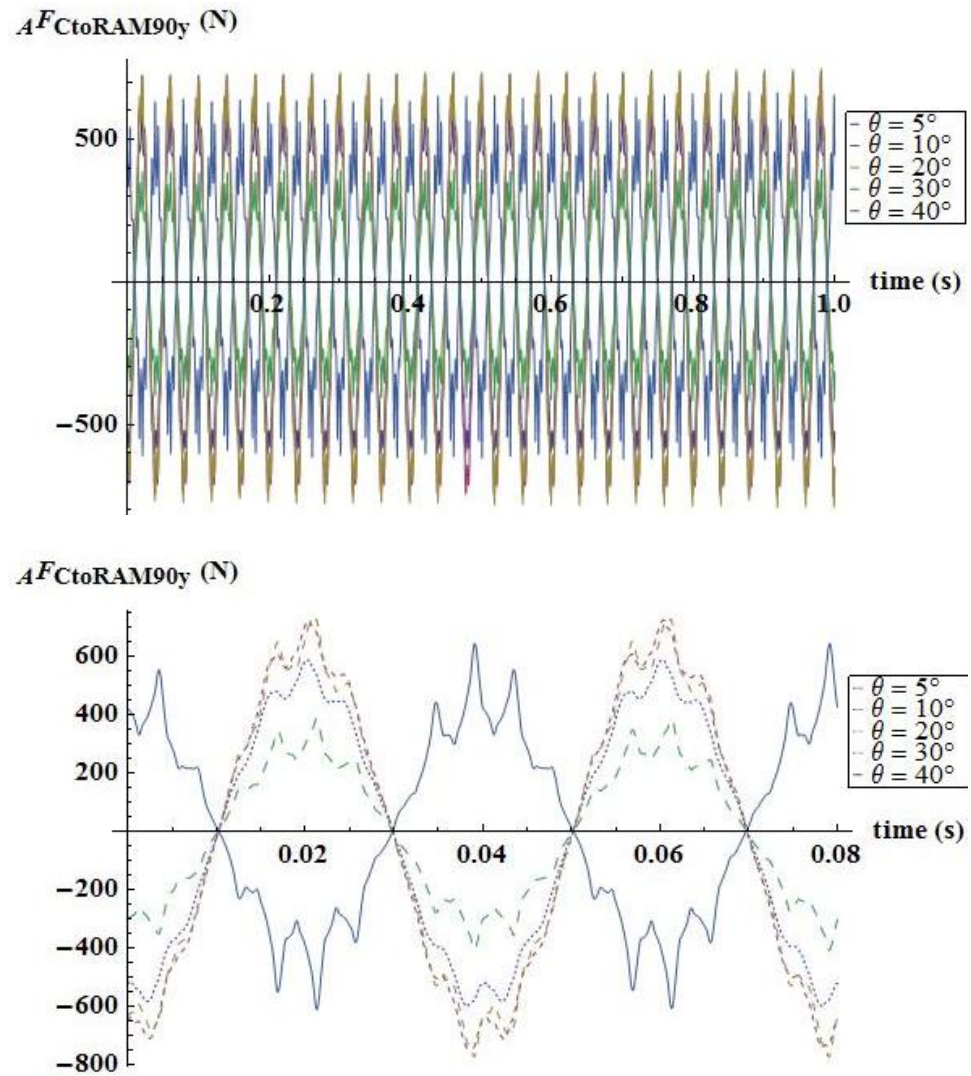 AFCtoRAM90y (N)
500
−500
0.2 0.4 0.6 0.8 1.0
time (s)
θ = 5°
θ = 10°
θ = 20°
θ = 30°
θ = 40°
AFCtoRAM90y (N)
600
400
200
−200
−400
−600
−800
0.02 0.04 0.06 0.08
time (s)
θ = 5°
θ = 10°
θ = 20°
θ = 30°
θ = 40°